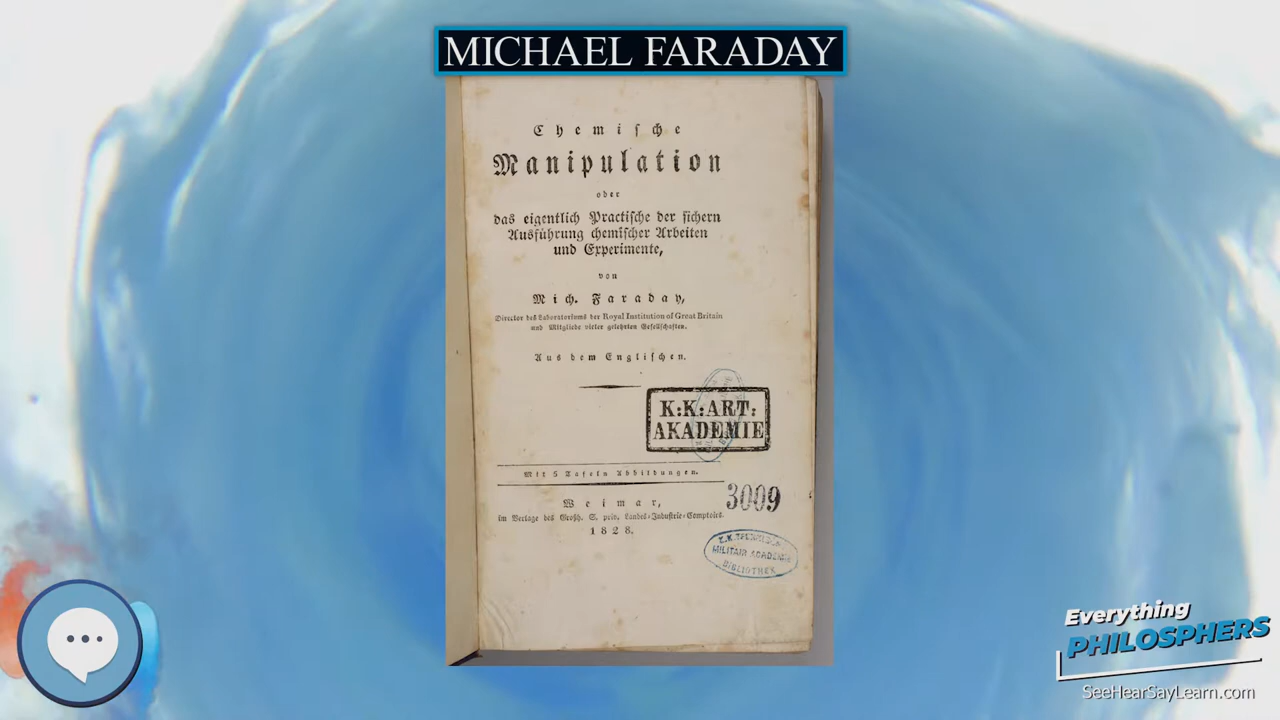 MICHAEL FARADAY
Chemische
Manipulation
oder
das eigentlich Practische der sichern
Ausführung chemischer Arbeiten
und Experimente,
von
Mich. Faraday,
Director des Laboratoriums der Royal Institution of Great Britain
und Mitgliede vieler gelehrten Gesellschaften.
Aus dem Englischen.
K:K:ART:
AKADEMIE
Mit 5 Tafeln Abbildungen.
3009
Weimar,
im Verlage des Großh. S. priv. Landes-Industrie-Comptoirs.
1828.
MILITAIR AKADEMIE
BIBLIOTHEK
Everything
PHILOSPHERS
SeeHearSayLearn.com